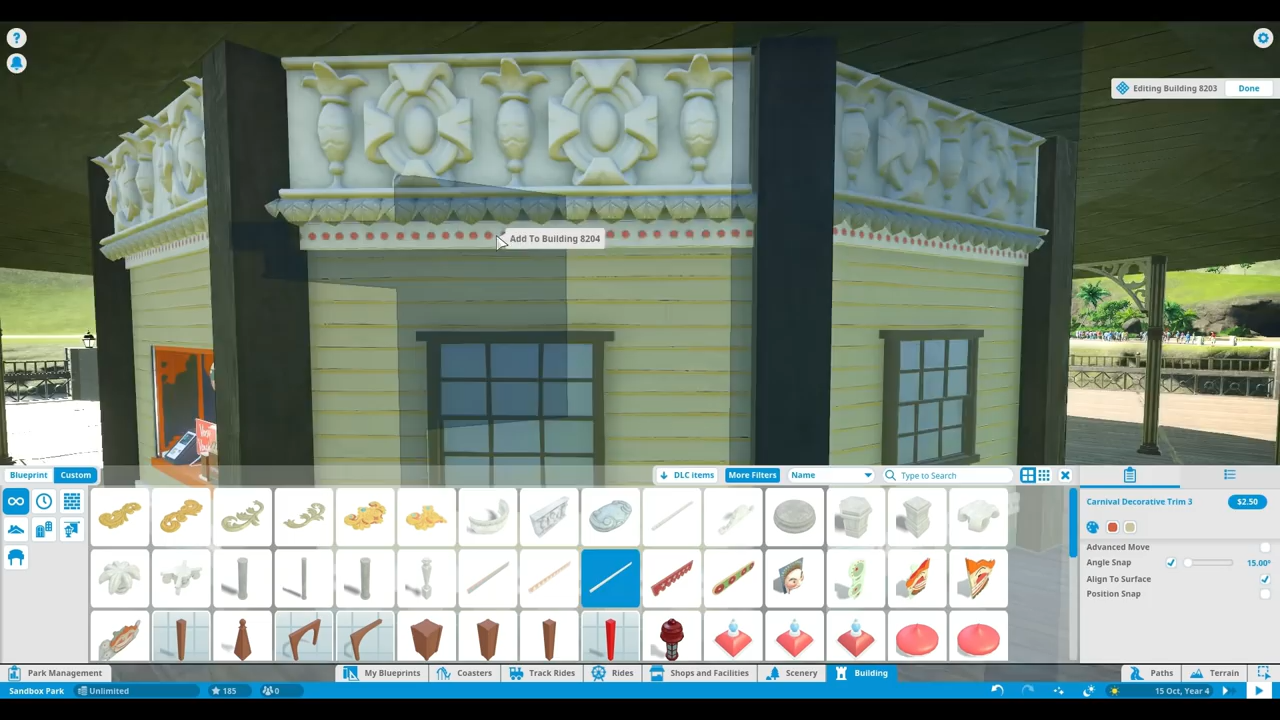 ?
Editing Building 8203 Done
Add To Building 8204
Blueprint Custom DLC items More Filters Name Type to Search
Carnival Decorative Trim 3 $2.50
Advanced Move
Angle Snap 15.00°
Align To Surface
Position Snap
Park Management My Blueprints Coasters Track Rides Rides Shops and Facilities Scenery Building Paths Terrain
Sandbox Park Unlimited 185 0 15 Oct, Year 4